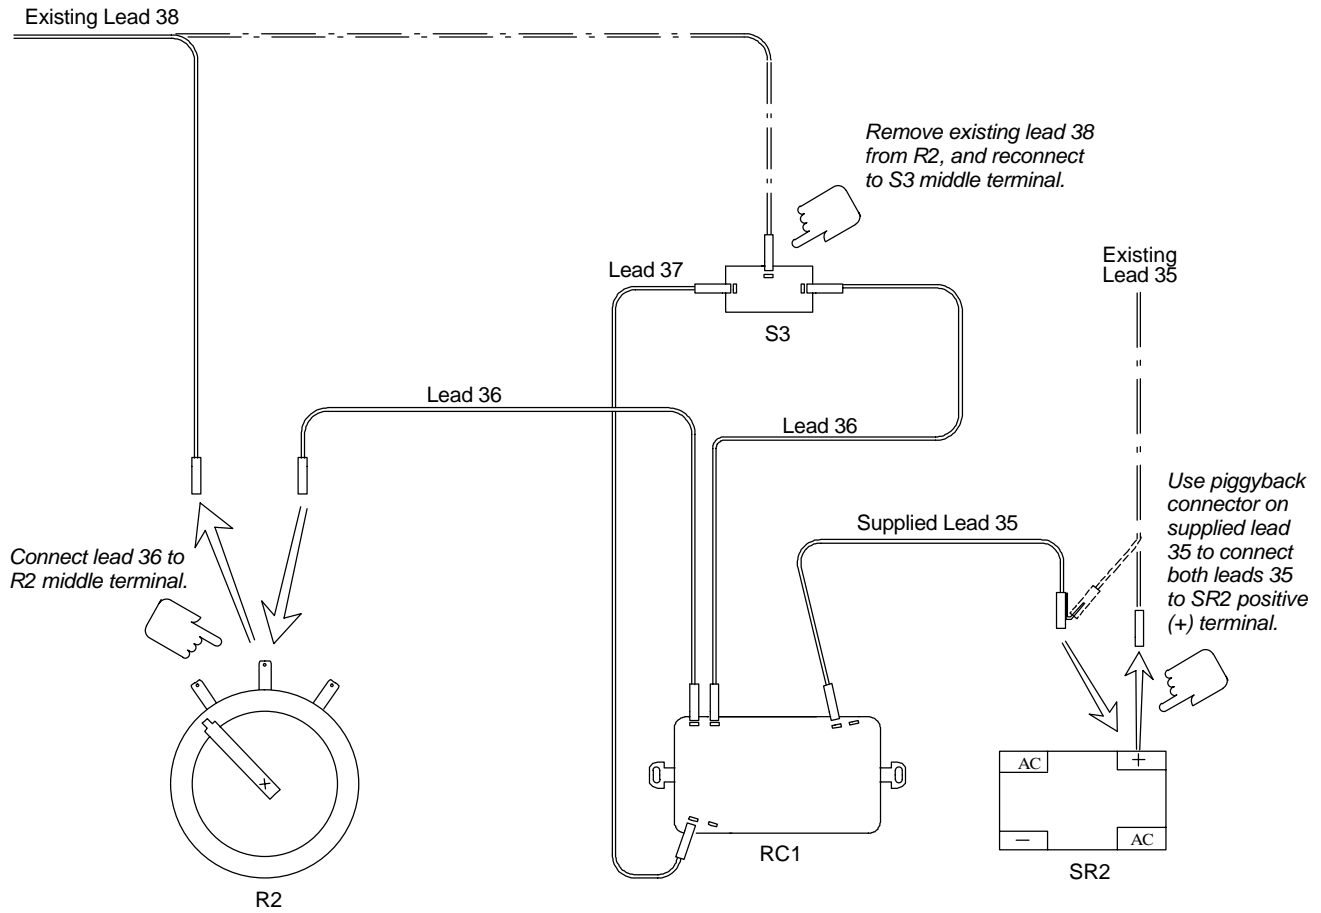 Existing Lead 38
Remove existing lead 38
from R2, and reconnect
to S3 middle terminal.
Existing
Lead 35
Lead 37
S3
Lead 36
Lead 36
Use piggyback
connector on
supplied lead
35 to connect
both leads 35
to SR2 positive
(+) terminal.
Supplied Lead 35
Connect lead 36 to
R2 middle terminal.
AC
+
−
AC
RC1
SR2
R2